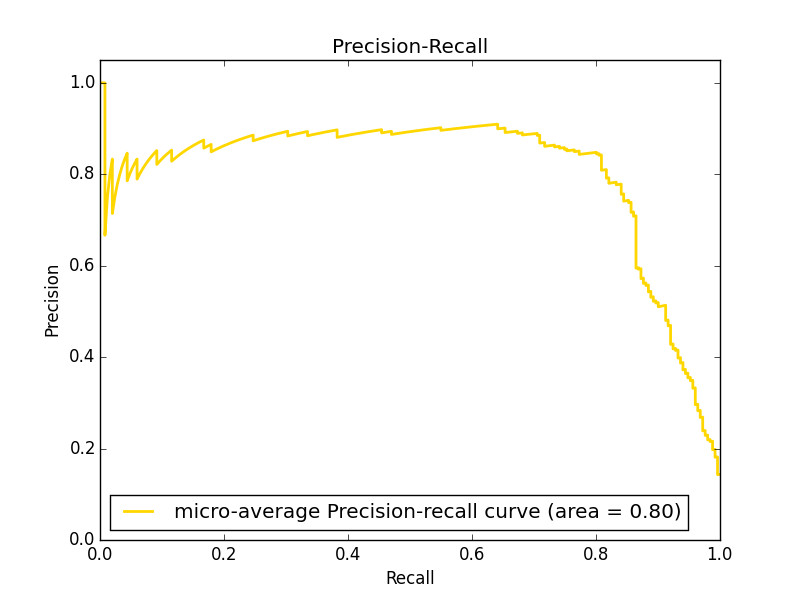 Precision-Recall
1.0
0.8
0.6
0.4
0.2
0.0
Precision
micro-average Precision-recall curve (area = 0.80)
0.0 0.2 0.4 0.6 0.8 1.0
Recall